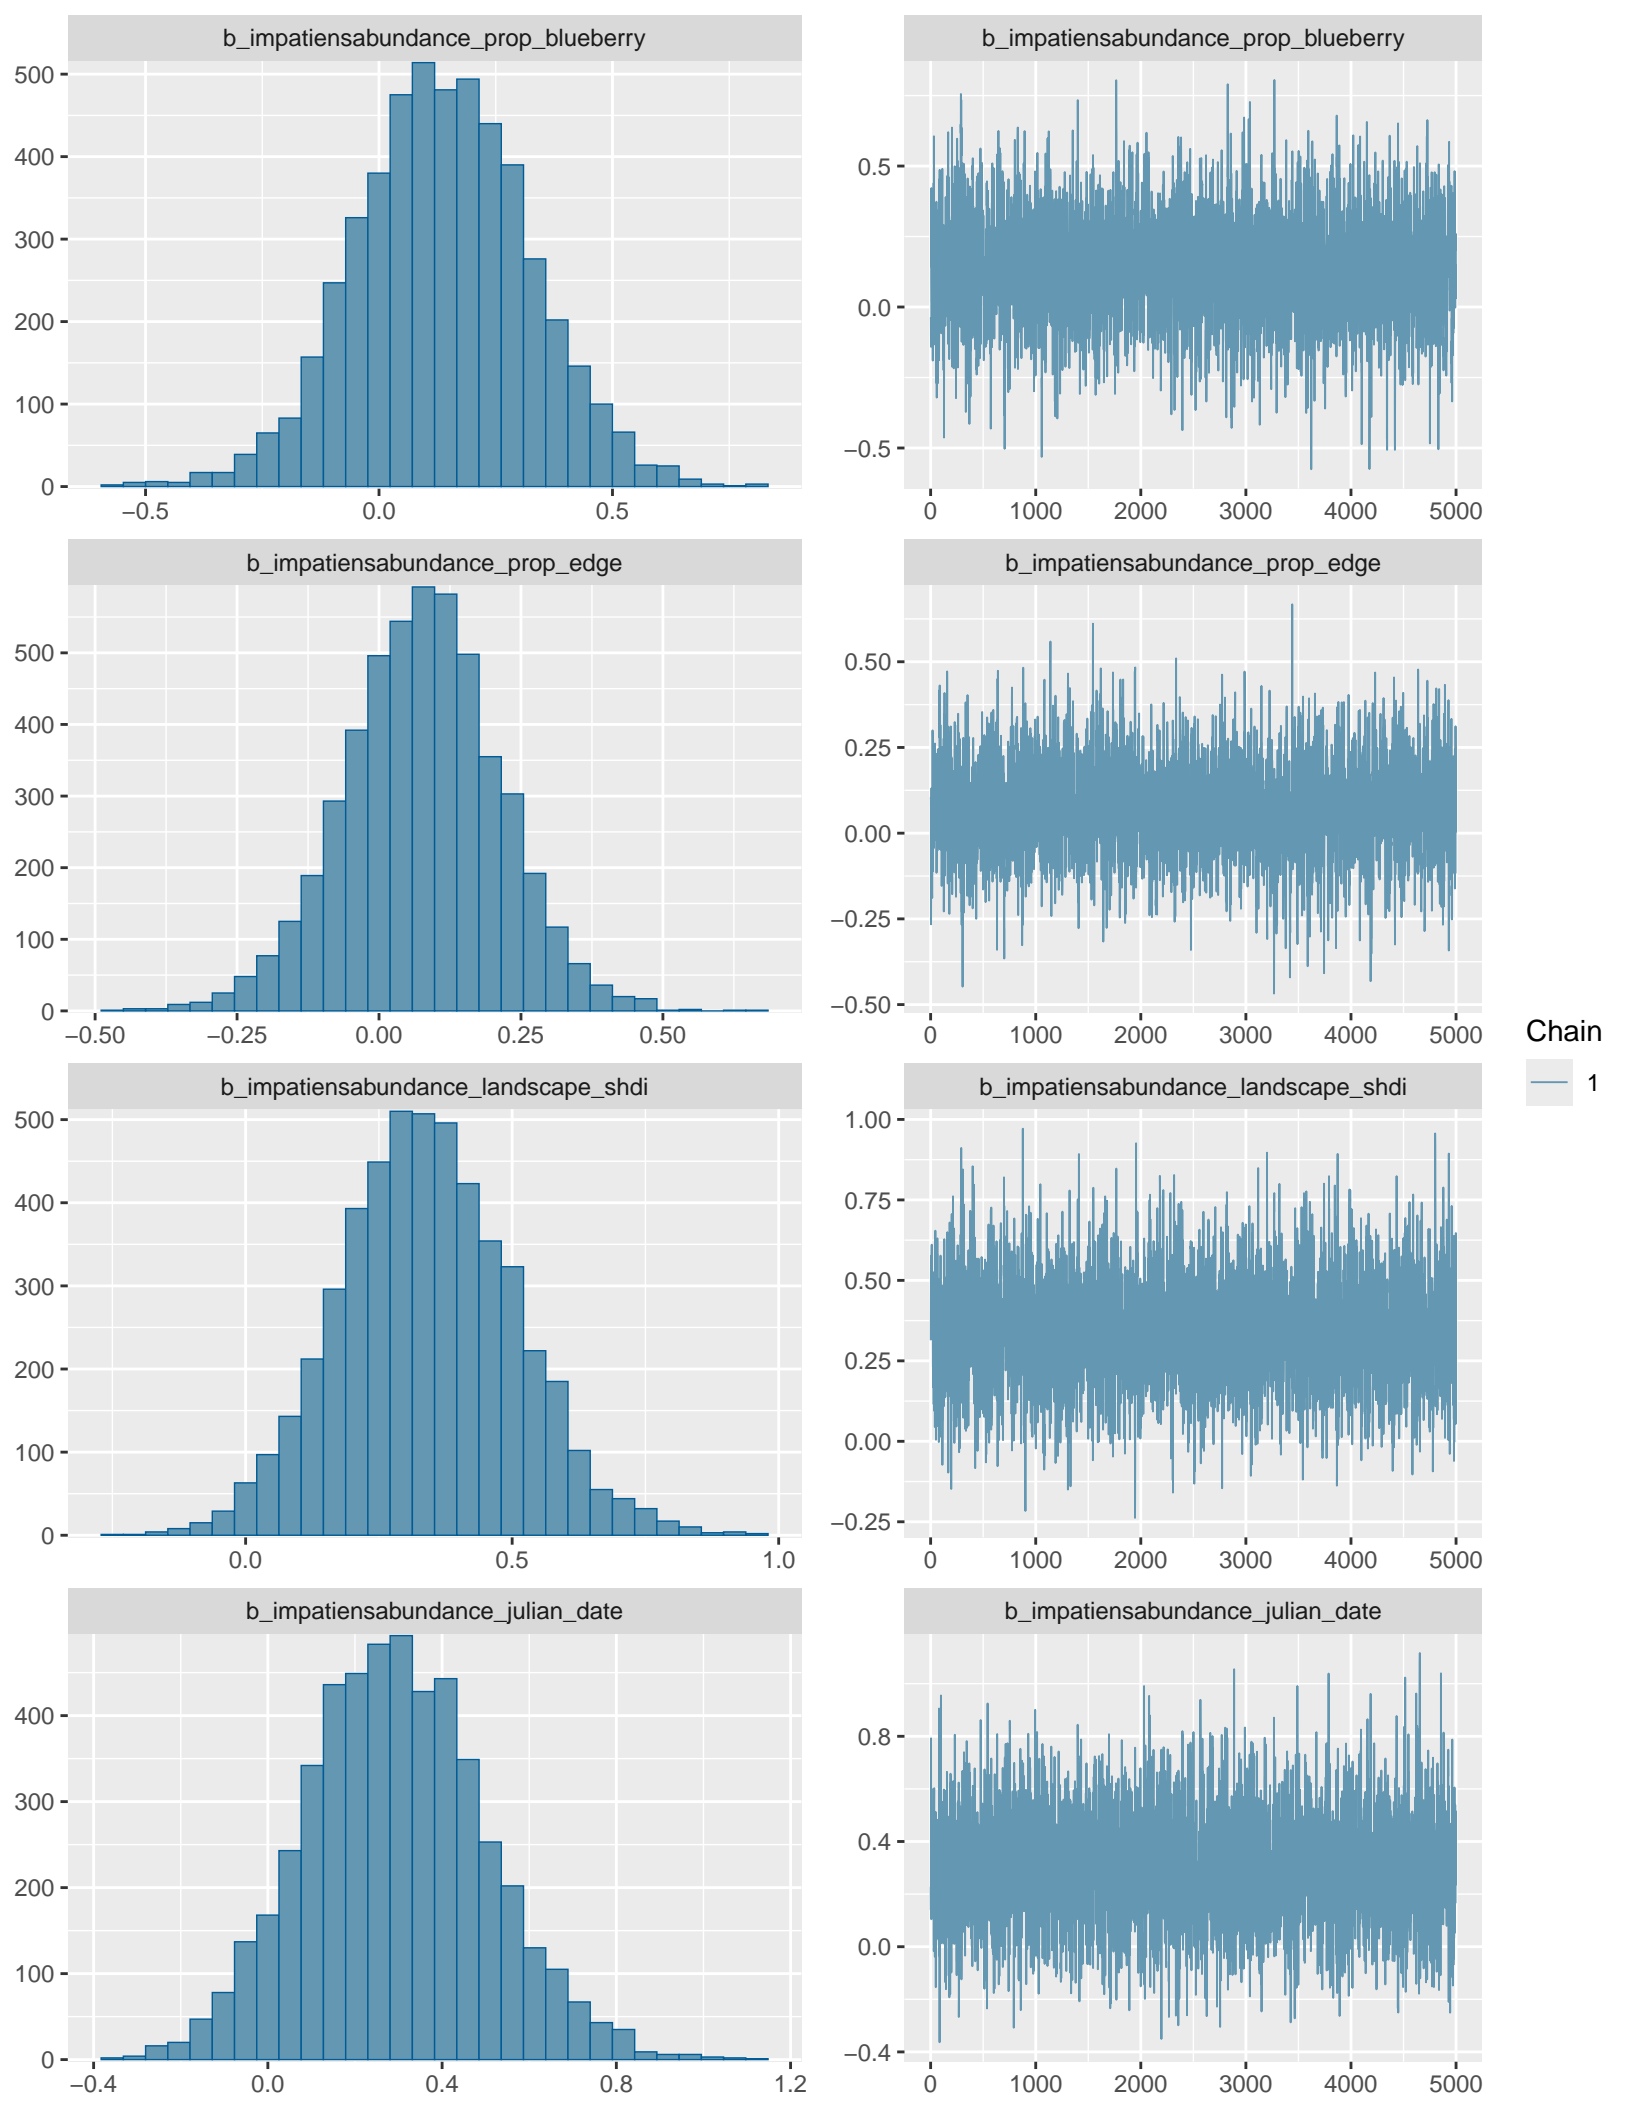 b_impatiensabundance_prop_blueberry
b_impatiensabundance_prop_blueberry
500
400
300
200
100
0
−0.5 0.0 0.5
0.5
0.0
−0.5
0 1000 2000 3000 4000 5000
b_impatiensabundance_prop_edge
b_impatiensabundance_prop_edge
500
400
300
200
100
0
−0.50 −0.25 0.00 0.25 0.50
0.50
0.25
0.00
−0.25
−0.50
0 1000 2000 3000 4000 5000
b_impatiensabundance_landscape_shdi
b_impatiensabundance_landscape_shdi
500
400
300
200
100
0
0.0 0.5 1.0
1.00
0.75
0.50
0.25
0.00
−0.25
0 1000 2000 3000 4000 5000
b_impatiensabundance_julian_date
b_impatiensabundance_julian_date
400
300
200
100
0
−0.4 0.0 0.4 0.8 1.2
0.8
0.4
0.0
−0.4
0 1000 2000 3000 4000 5000
Chain
1